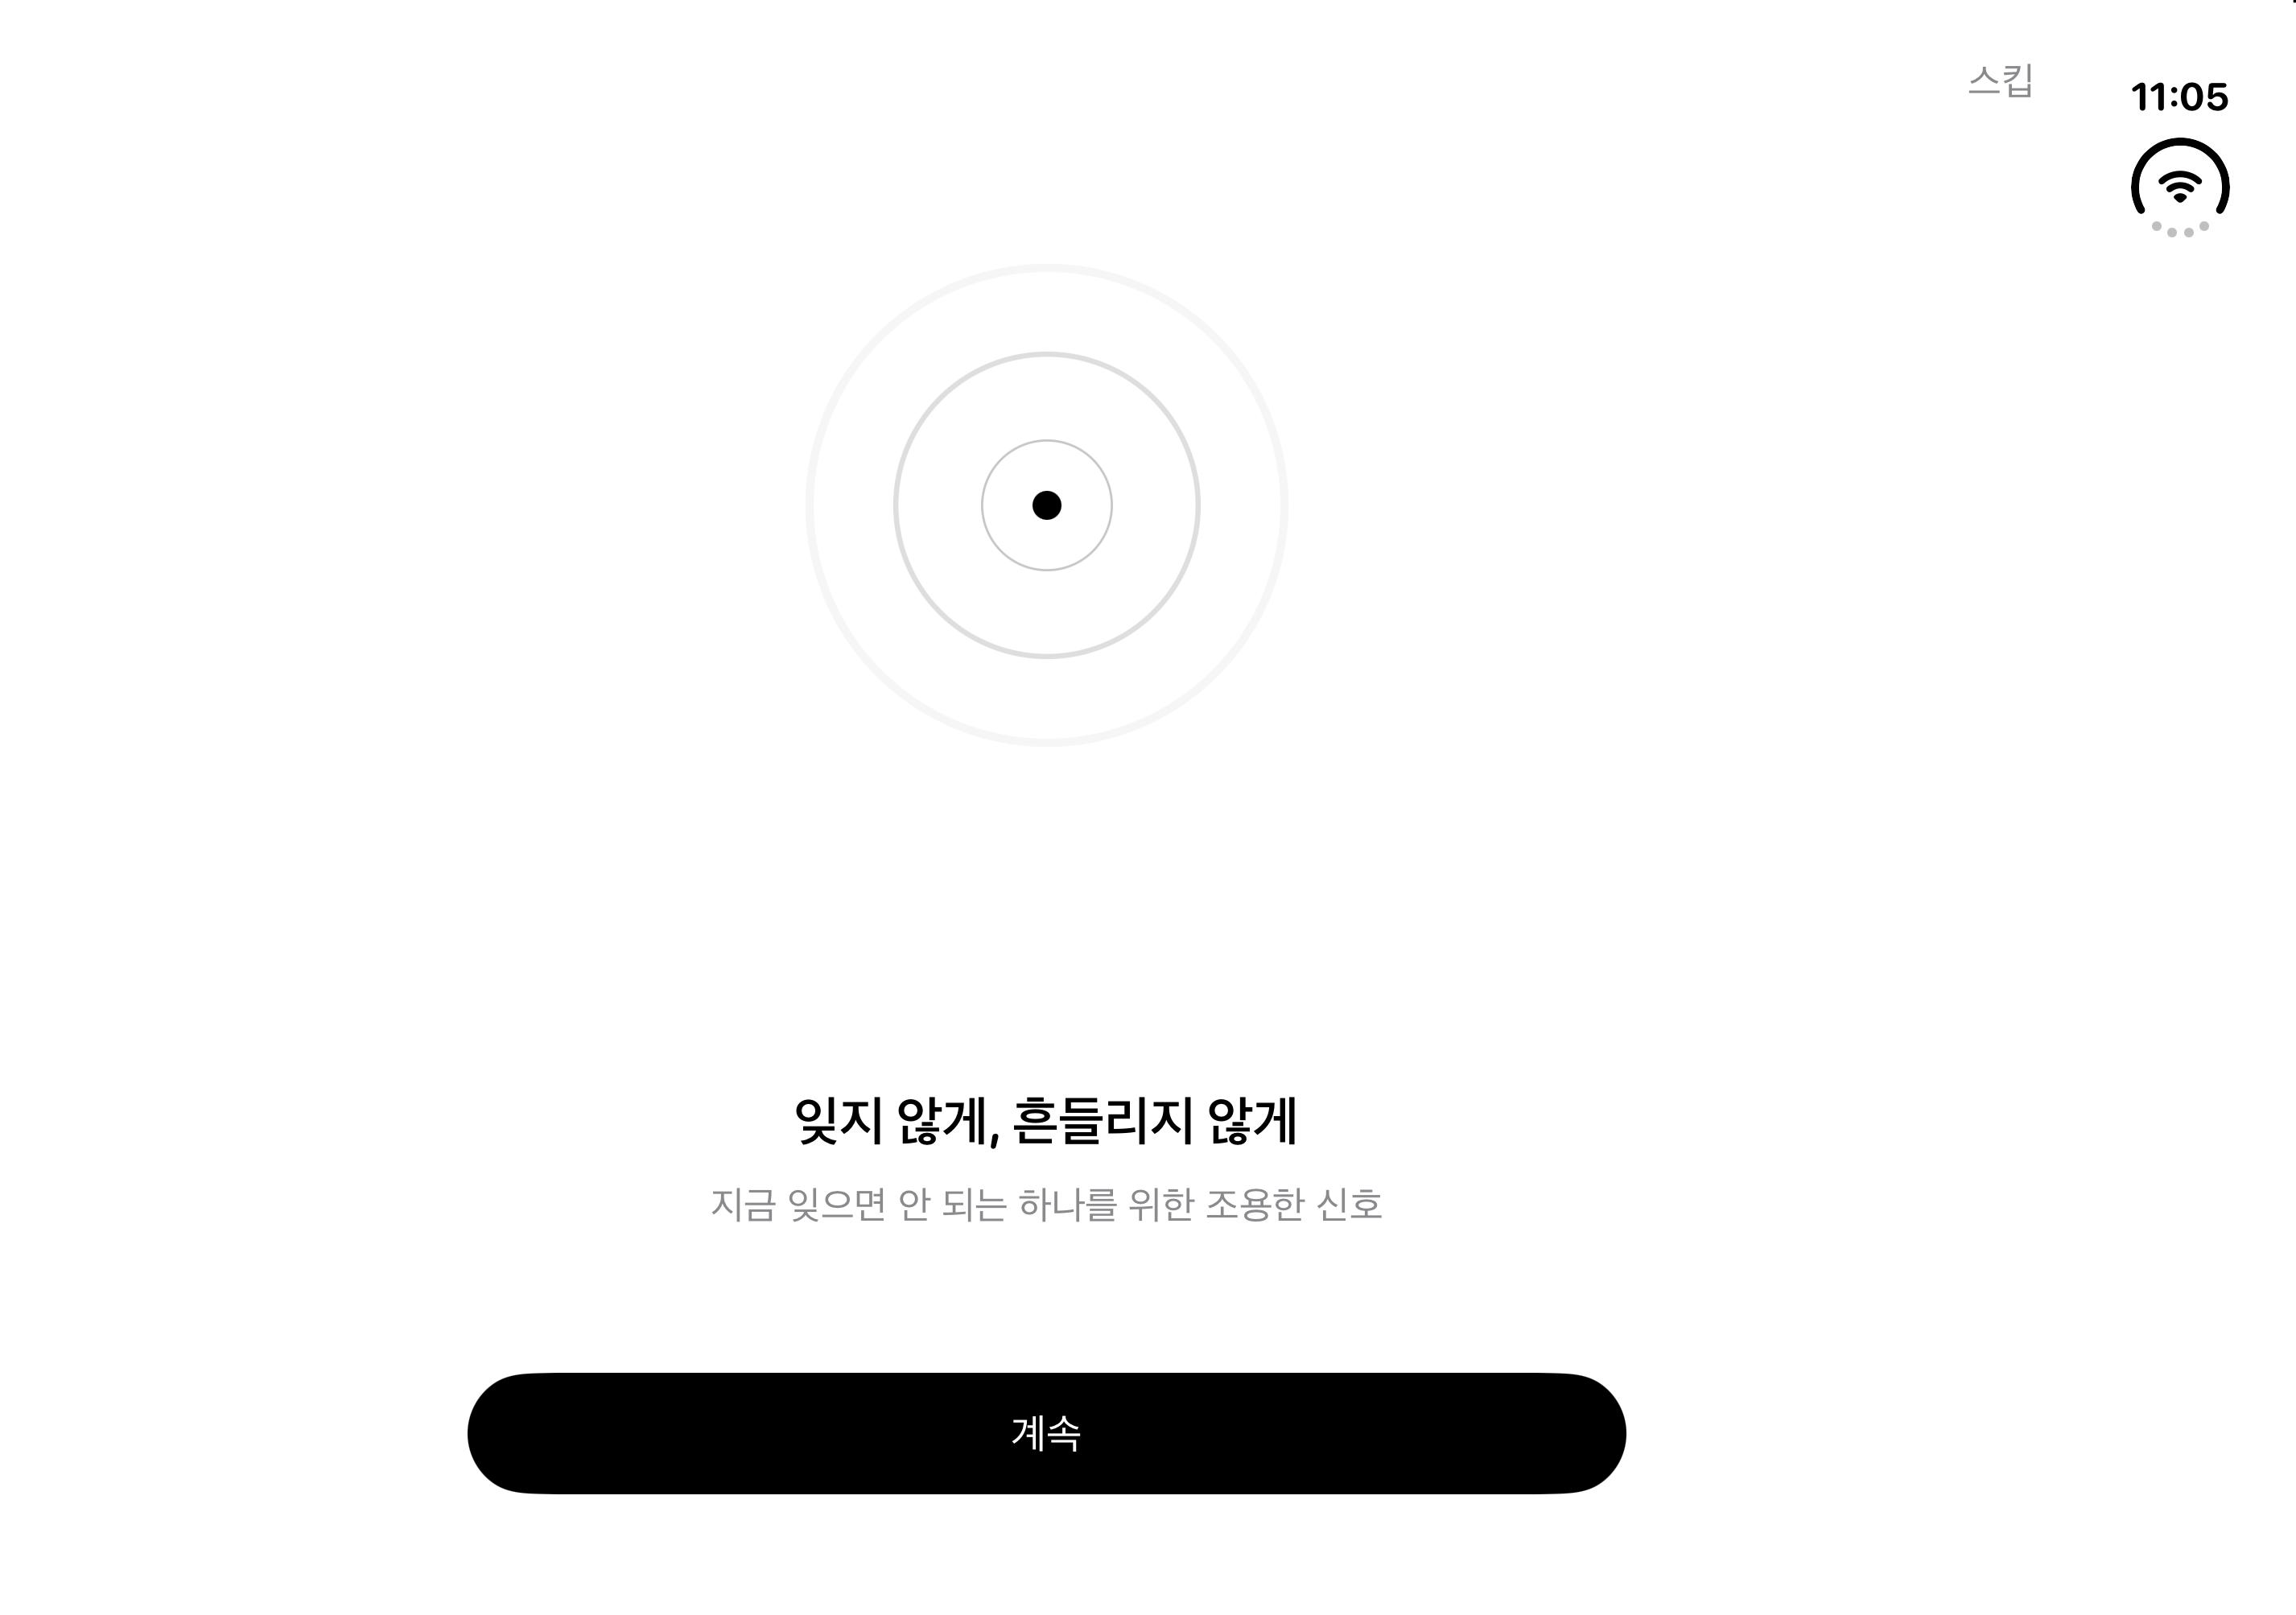 스킵
11:05
잊지 않게, 흔들리지 않게
지금 잊으면 안 되는 하나를 위한 조용한 신호
계속